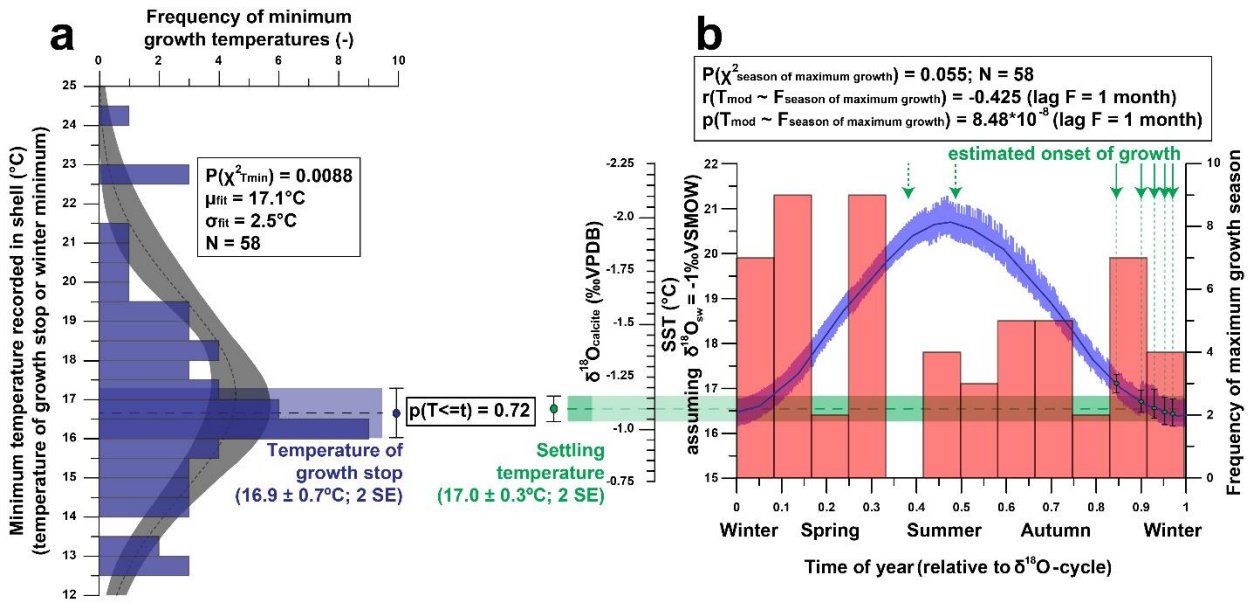 a
Frequency of minimum
growth temperatures (-)
0 2 4 6 8 10
Minimum temperature recorded in shell (°C)
(temperature of growth stop or winter minimum)
25
24
23
22
21
20
19
18
17
16
15
14
13
12
P(χ²Tmin) = 0.0088
μfit = 17.1°C
σfit = 2.5°C
N = 58
p(T<=t) = 0.72
Temperature of
growth stop
(16.9 ± 0.7ºC; 2 SE)
Settling
temperature
(17.0 ± 0.3ºC; 2 SE)
b
P(χ²season of maximum growth) = 0.055; N = 58
r(Tmod ~ Fseason of maximum growth) = -0.425 (lag F = 1 month)
p(Tmod ~ Fseason of maximum growth) = 8.48*10⁻⁸ (lag F = 1 month)
estimated onset of growth
δ¹⁸Ocalcite (‰VPDB)
-2.25
-2.0
-1.75
-1.5
-1.25
-1.0
-0.75
SST (°C)
assuming δ¹⁸Osw = -1‰VSMOW
22
21
20
19
18
17
16
15
10
8
6
4
2
0
Frequency of maximum growth season
0 0.1 0.2 0.3 0.4 0.5 0.6 0.7 0.8 0.9 1
Winter Spring Summer Autumn Winter
Time of year (relative to δ¹⁸O-cycle)